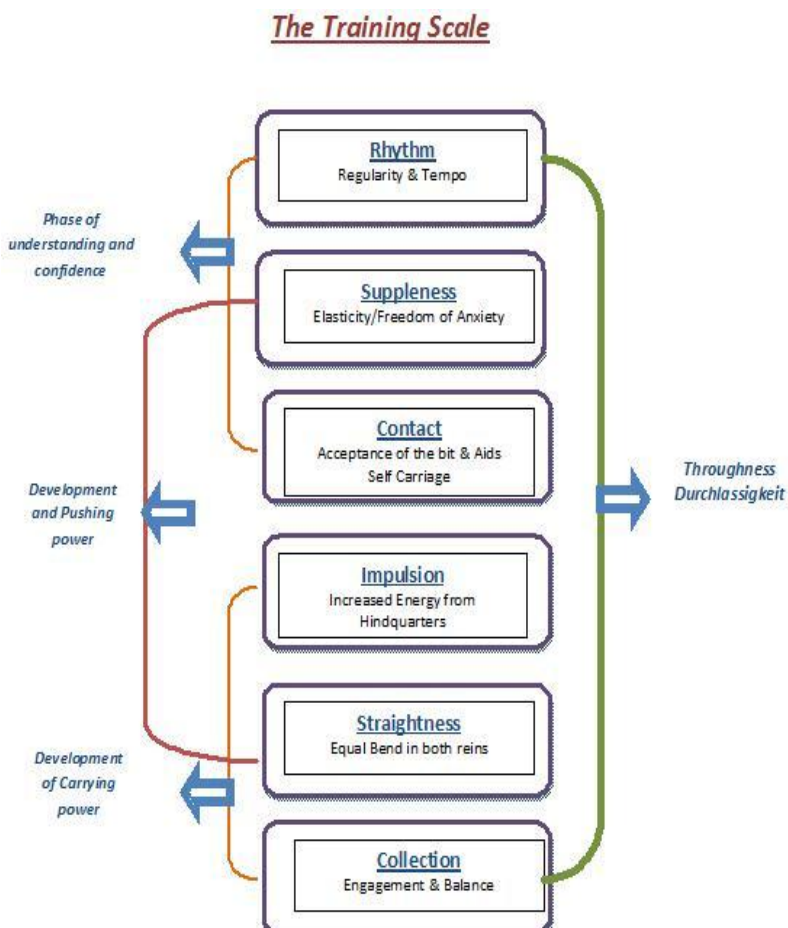 The Training Scale
Rhythm
Regularity & Tempo
Phase of
understanding and
confidence
Suppleness
Elasticity/Freedom of Anxiety
Contact
Acceptance of the bit & Aids
Self Carriage
Development
and Pushing
power
Throughness
Durchlassigkeit
Impulsion
Increased Energy from
Hindquarters
Straightness
Equal Bend in both reins
Development
of Carrying
power
Collection
Engagement & Balance